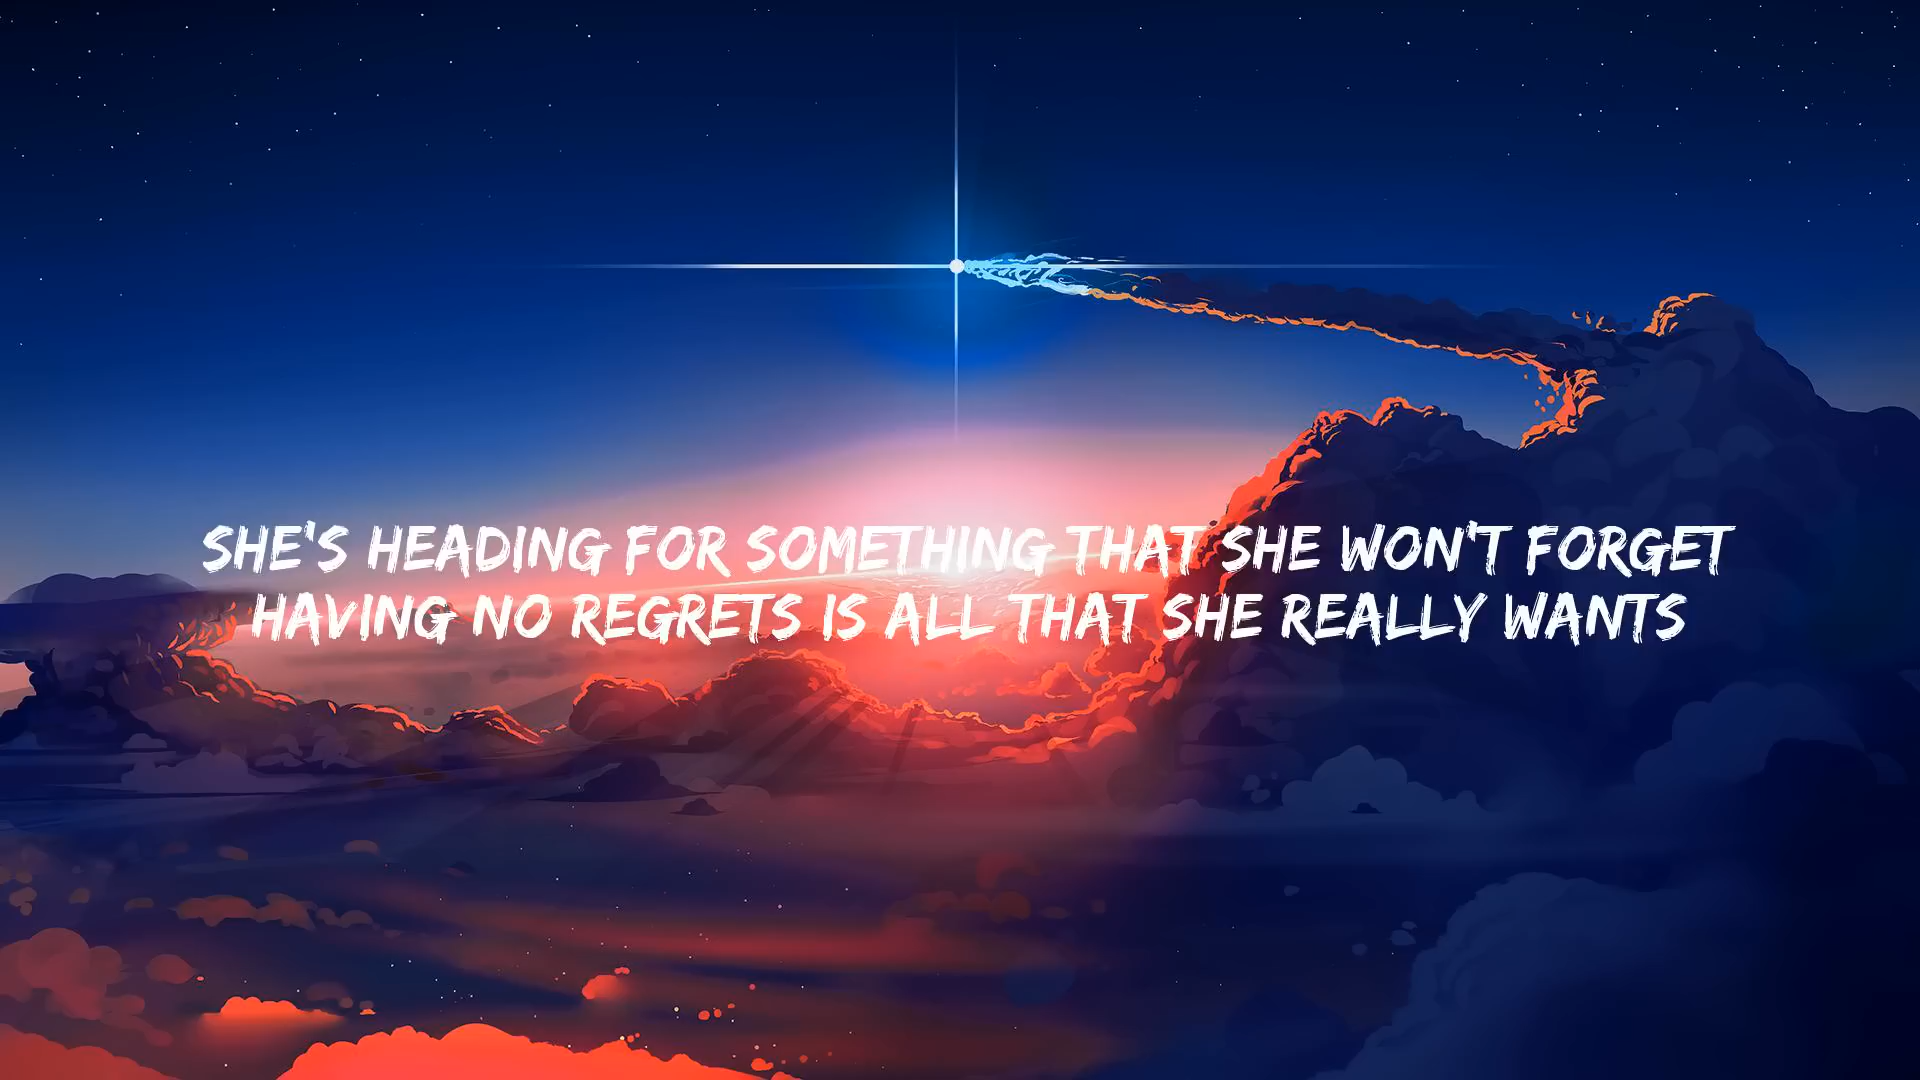 SHE'S HEADING FOR SOMETHING THAT SHE WON'T FORGET
HAVING NO REGRETS IS ALL THAT SHE REALLY WANTS